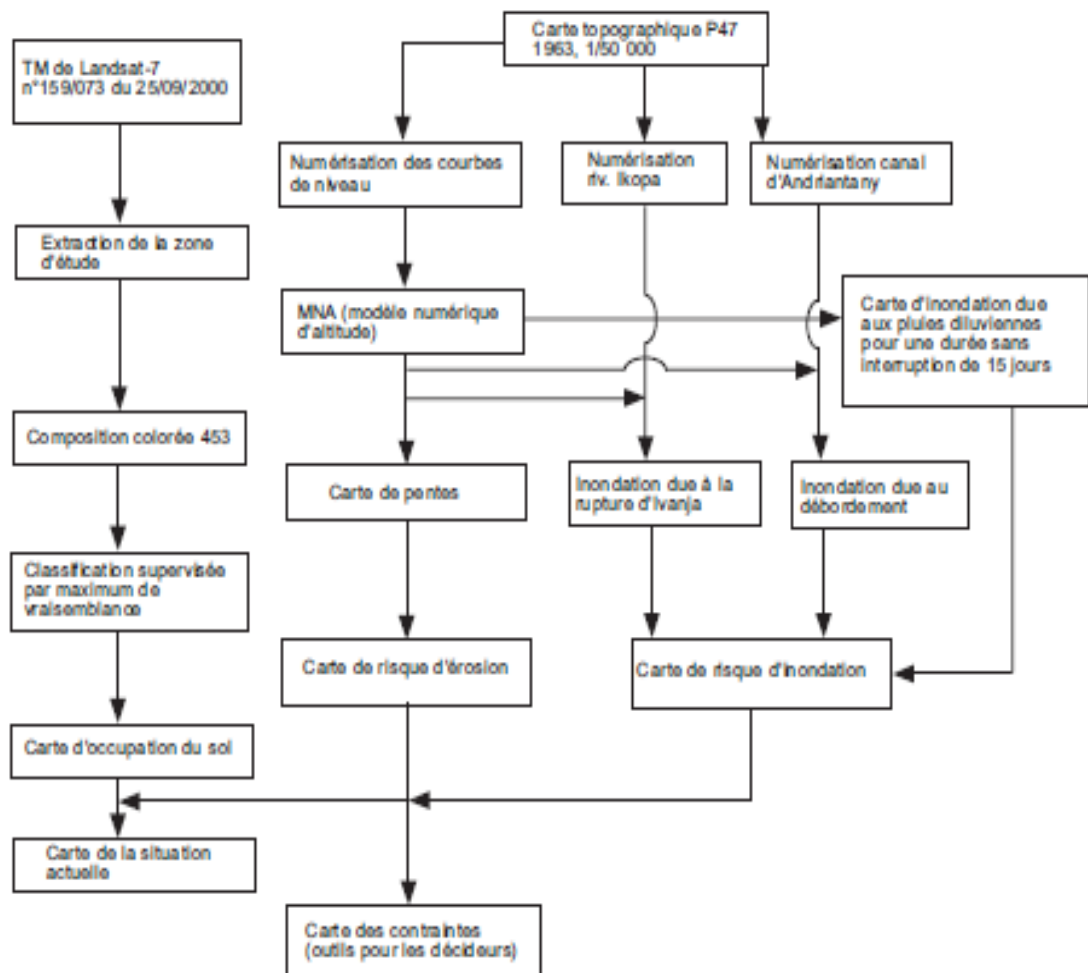 Carte topographique P47
1963, 1/50 000
TM de Landsat-7
n°159/073 du 25/09/2000
Numérisation des courbes
de niveau
Numérisation
riv. Ikopa
Numérisation canal
d'Andriantany
Extraction de la zone
d'étude
MNA (modèle numérique
d'altitude)
Carte d'inondation due
aux pluies diluviennes
pour une durée sans
interruption de 15 jours
Composition colorée 453
Carte de pentes
Inondation due à la
rupture d'Ivanja
Inondation due au
débordement
Classification supervisée
par maximum de
vraisemblance
Carte de risque d'érosion
Carte de risque d'inondation
Carte d'occupation du sol
Carte de la situation
actuelle
Carte des contraintes
(outils pour les décideurs)